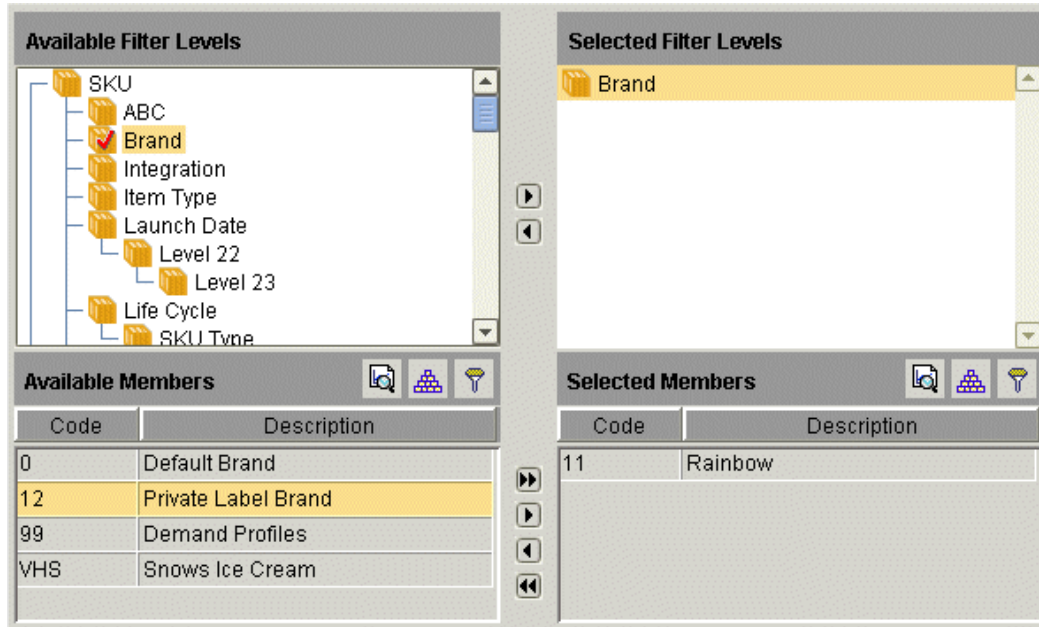 Available Filter Levels
SKU
ABC
Brand
Integration
Item Type
Launch Date
Level 22
Level 23
Life Cycle
SKU Type
Selected Filter Levels
Brand
Available Members
Code Description
0 Default Brand
12 Private Label Brand
99 Demand Profiles
VHS Snows Ice Cream
Selected Members
Code Description
11 Rainbow